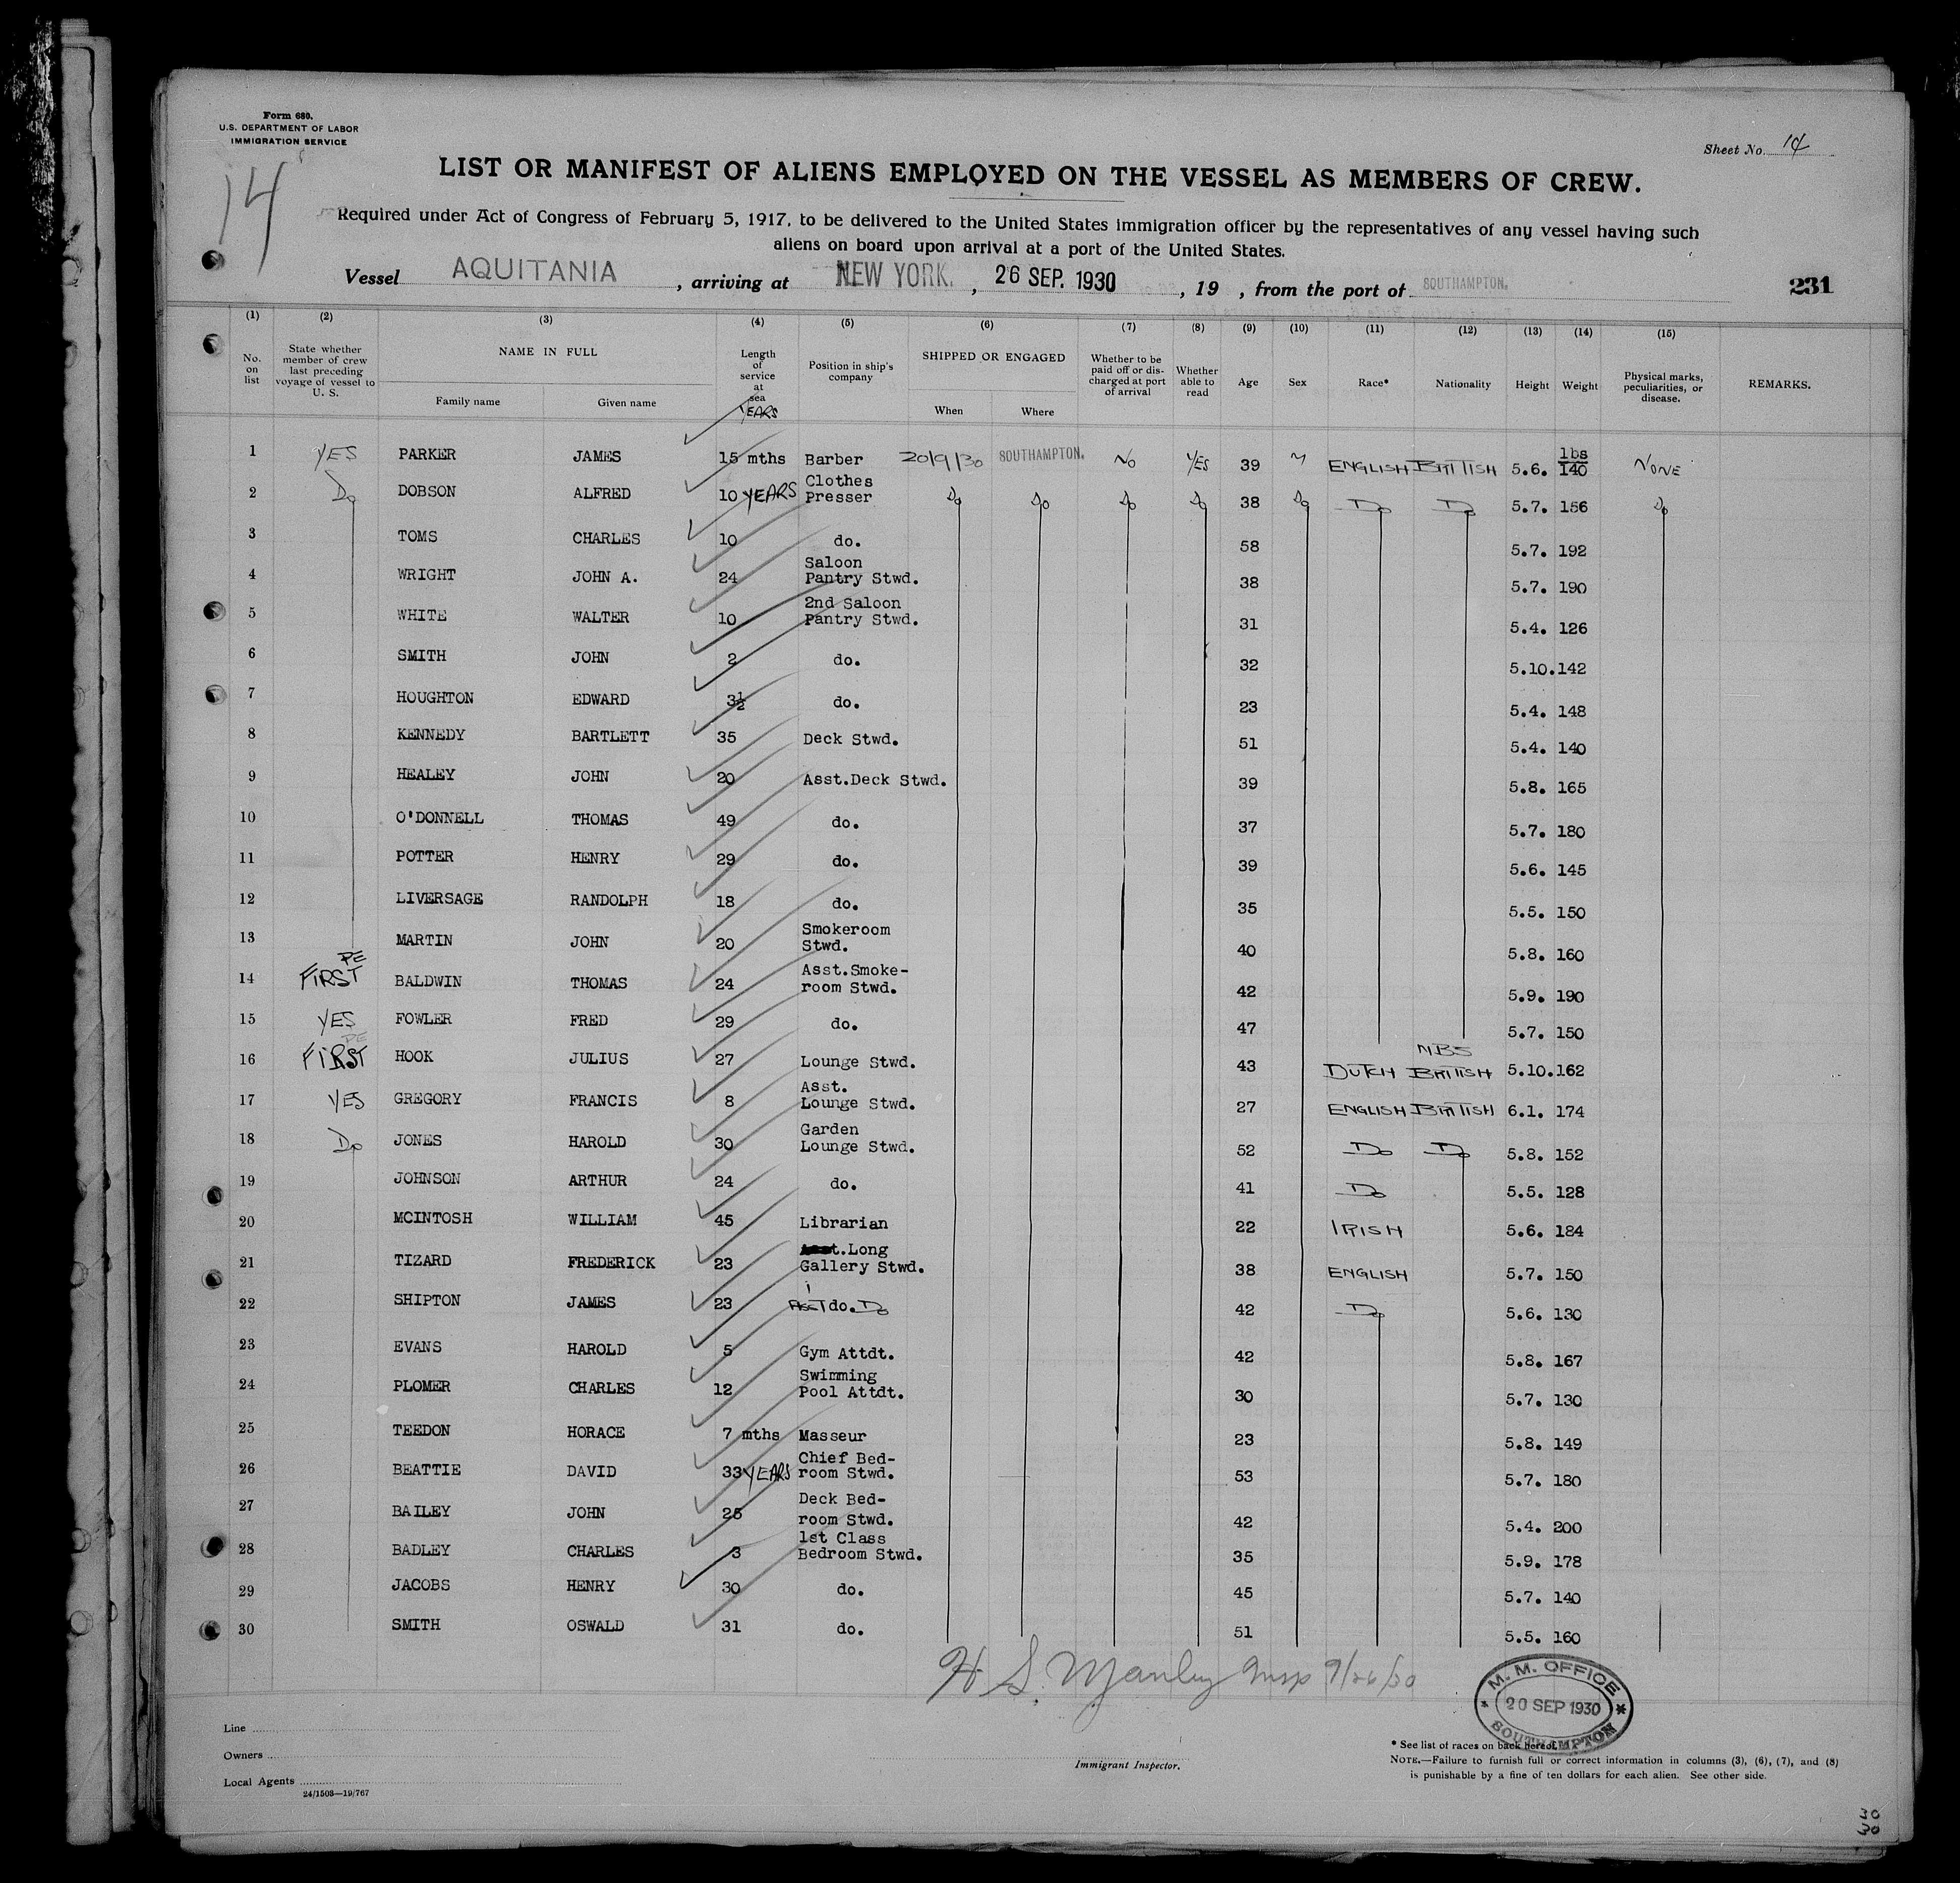 Form 680.
U.S. DEPARTMENT OF LABOR
IMMIGRATION SERVICE
Sheet No. 14
14
LIST OR MANIFEST OF ALIENS EMPLOYED ON THE VESSEL AS MEMBERS OF CREW.
Required under Act of Congress of February 5, 1917, to be delivered to the United States immigration officer by the representatives of any vessel having such
aliens on board upon arrival at a port of the United States.
Vessel AQUITANIA, arriving at NEW YORK, 26 SEP. 1930, 19 , from the port of SOUTHAMPTON. 231
(1) (2) (3) (4) (5) (6) (7) (8) (9) (10) (11) (12) (13) (14) (15)
No. on list | State whether member of crew last preceding voyage of vessel to U. S. | NAME IN FULL Family name Given name | Length of service at sea YEARS | Position in ship's company | SHIPPED OR ENGAGED When Where | Whether to be paid off or discharged at port of arrival | Whether able to read | Age | Sex | Race* | Nationality | Height | Weight | Physical marks, peculiarities, or disease. | REMARKS.
1 YES PARKER JAMES 15 mths Barber 20/9/30 SOUTHAMPTON. No YES 39 M ENGLISH BRITISH 5.6. lbs 140 NONE
2 Do DOBSON ALFRED 10 YEARS Clothes Presser Do Do Do Do 38 Do Do Do 5.7. 156 Do
3 TOMS CHARLES 10 do. 58 5.7. 192
4 WRIGHT JOHN A. 24 Saloon Pantry Stwd. 38 5.7. 190
5 WHITE WALTER 10 2nd Saloon Pantry Stwd. 31 5.4. 126
6 SMITH JOHN 2 do. 32 5.10. 142
7 HOUGHTON EDWARD 3½ do. 23 5.4. 148
8 KENNEDY BARTLETT 35 Deck Stwd. 51 5.4. 140
9 HEALEY JOHN 20 Asst.Deck Stwd. 39 5.8. 165
10 O'DONNELL THOMAS 49 do. 37 5.7. 180
11 POTTER HENRY 29 do. 39 5.6. 145
12 LIVERSAGE RANDOLPH 18 do. 35 5.5. 150
13 MARTIN JOHN 20 Smokeroom Stwd. 40 5.8. 160
14 FIRST RE BALDWIN THOMAS 24 Asst.Smoke-room Stwd. 42 5.9. 190
15 YES FOWLER FRED 29 do. 47 5.7. 150
16 FIRST RE HOOK JULIUS 27 Lounge Stwd. 43 DUTCH NBS BRITISH 5.10. 162
17 YES GREGORY FRANCIS 8 Asst. Lounge Stwd. 27 ENGLISH BRITISH 6.1. 174
18 Do JONES HAROLD 30 Garden Lounge Stwd. 52 Do Do 5.8. 152
19 JOHNSON ARTHUR 24 do. 41 Do 5.5. 128
20 MCINTOSH WILLIAM 45 Librarian 22 IRISH 5.6. 184
21 TIZARD FREDERICK 23 Long Gallery Stwd. 38 ENGLISH 5.7. 150
22 SHIPTON JAMES 23 ASST do. Do 42 Do 5.6. 130
23 EVANS HAROLD 5 Gym Attdt. 42 5.8. 167
24 PLOMER CHARLES 12 Swimming Pool Attdt. 30 5.7. 130
25 TEEDON HORACE 7 mths Masseur 23 5.8. 149
26 BEATTIE DAVID 33 YEARS Chief Bed-room Stwd. 53 5.7. 180
27 BAILEY JOHN 25 Deck Bed-room Stwd. 42 5.4. 200
28 BADLEY CHARLES 3 1st Class Bedroom Stwd. 35 5.9. 178
29 JACOBS HENRY 30 do. 45 5.7. 140
30 SMITH OSWALD 31 do. 51 5.5. 160
H. S. Manley Insp 9/26/30
M. M. OFFICE
20 SEP 1930
SOUTHAMPTON
Line
Owners
Local Agents
24/1503—19/767
Immigrant Inspector.
* See list of races on back hereof.
NOTE.—Failure to furnish full or correct information in columns (3), (6), (7), and (8)
is punishable by a fine of ten dollars for each alien. See other side.
30
30